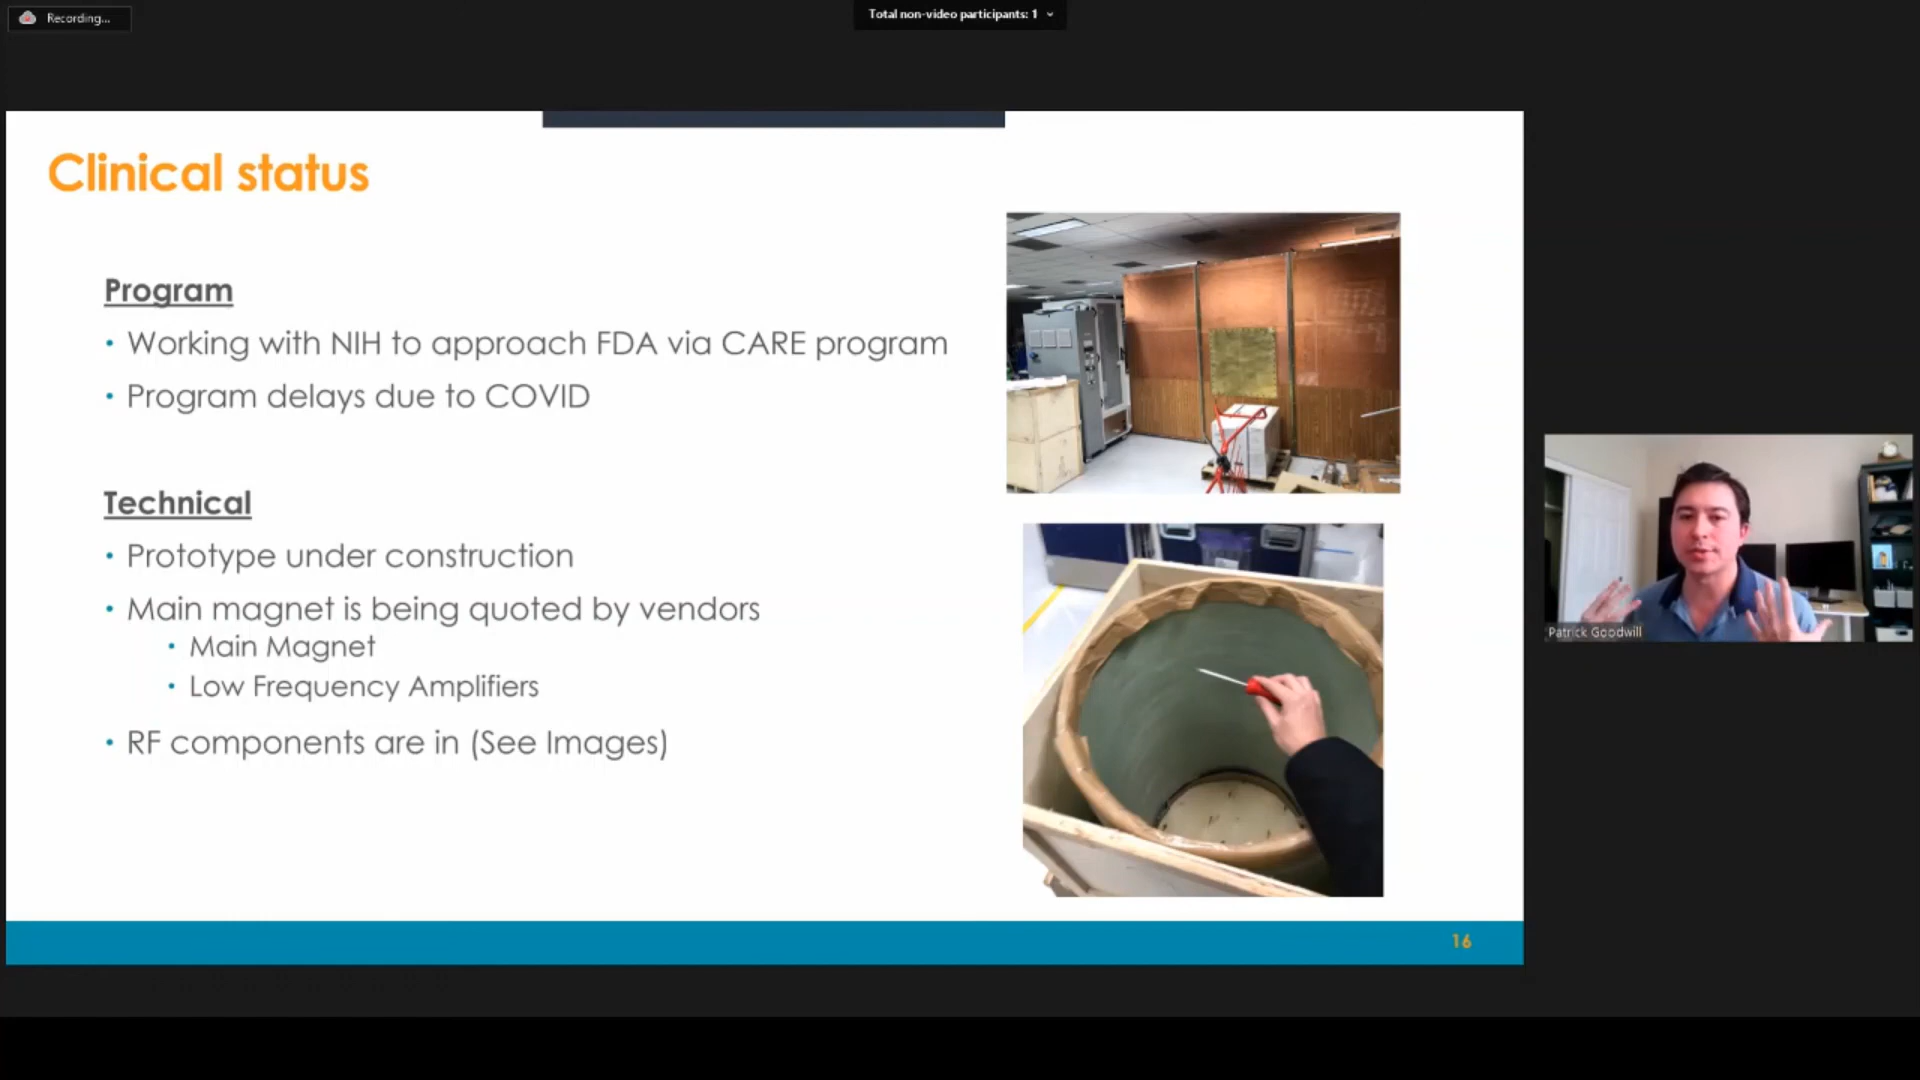 Recording...
Total non-video participants: 1
Clinical status
Program
• Working with NIH to approach FDA via CARE program
• Program delays due to COVID
Technical
• Prototype under construction
• Main magnet is being quoted by vendors
• Main Magnet
• Low Frequency Amplifiers
• RF components are in (See Images)
16
Patrick Goodwill